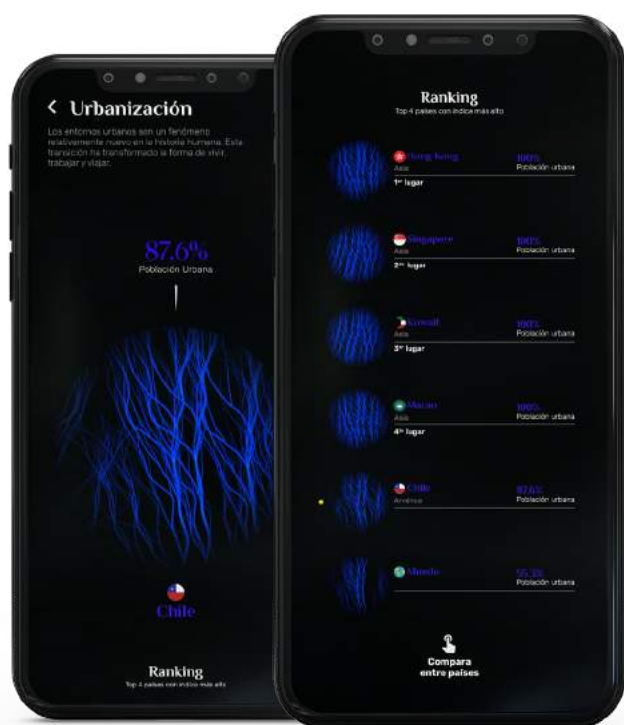 Urbanización
Los entornos urbanos son un fenómeno
relativamente nuevo en la historia humana. Esta
transición ha transformado la forma de vivir,
trabajar y viajar.
87.6%
Población Urbana
Chile
Ranking
Top 4 países con índice más alto
Ranking
Top 4 países con índice más alto
Hong Kong
100%
Asia
Población urbana
1er lugar
Singapore
100%
Asia
Población urbana
2do lugar
Kuwait
100%
Asia
Población urbana
3er lugar
Macao
100%
Asia
Población urbana
4to lugar
Chile
87.6%
América
Población urbana
Mundo
55.3%
Población urbana
Compara
entre países